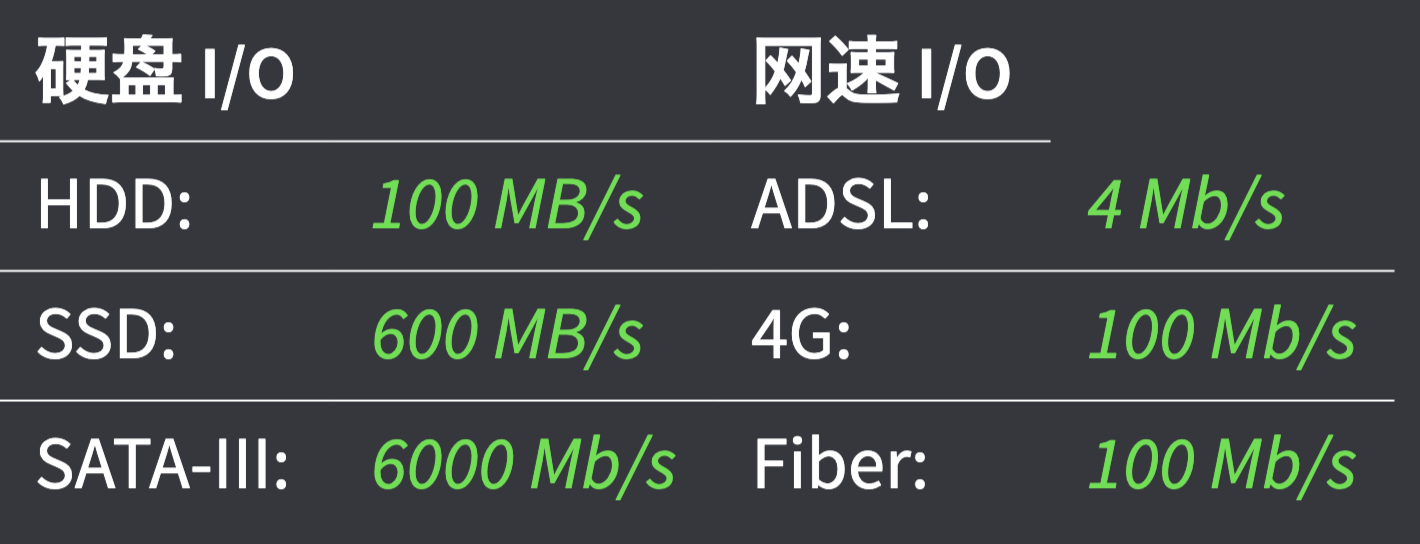 硬盘 I/O 网速 I/O
HDD: 100 MB/s ADSL: 4 Mb/s
SSD: 600 MB/s 4G: 100 Mb/s
SATA-III: 6000 Mb/s Fiber: 100 Mb/s